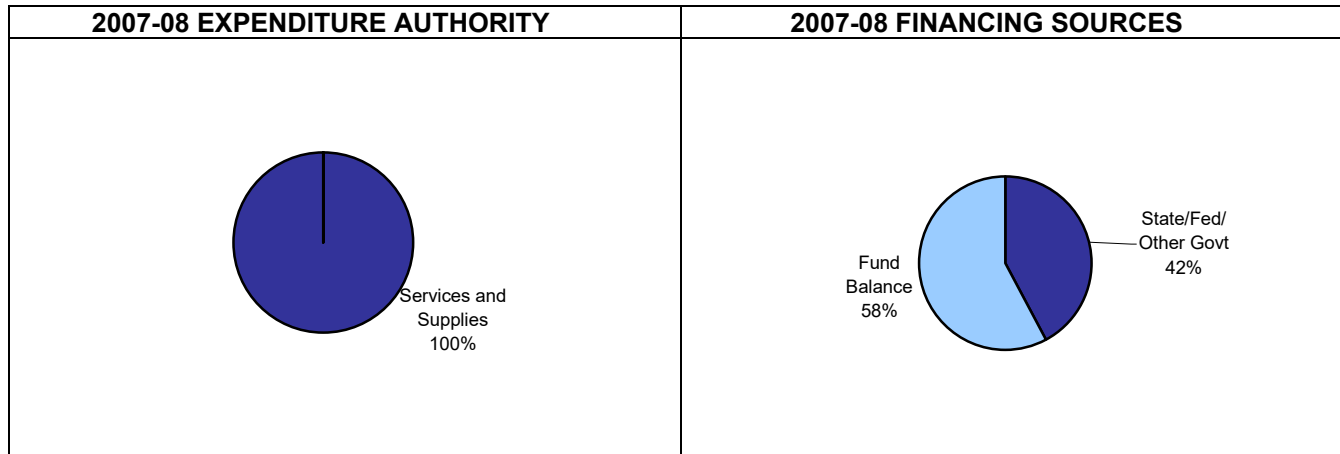 2007-08 EXPENDITURE AUTHORITY
2007-08 FINANCING SOURCES
Services and
Supplies
100%
Fund
Balance
58%
State/Fed/
Other Govt
42%